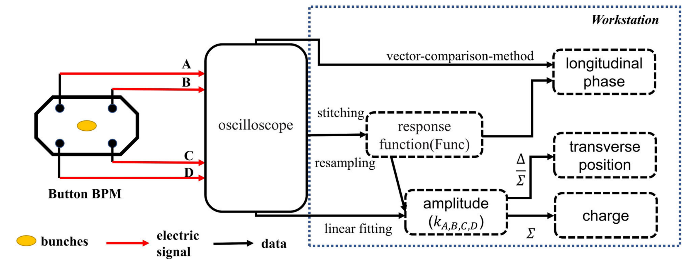 Workstation
A
B
vector-comparison-method
longitudinal
phase
oscilloscope
stitching
resampling
response
function(Func)
transverse
position
Δ
Σ
C
D
Button BPM
amplitude
(k_{A,B,C,D})
linear fitting
Σ
charge
bunches
electric
signal
data